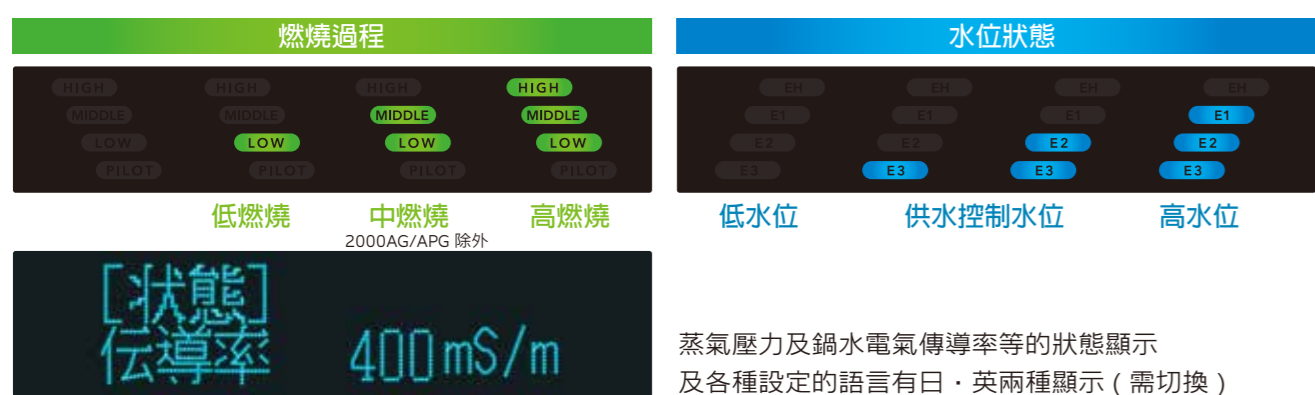 燃燒過程
HIGH HIGH HIGH HIGH
MIDDLE MIDDLE MIDDLE MIDDLE
LOW LOW LOW LOW
PILOT PILOT PILOT PILOT
低燃燒 中燃燒 高燃燒
2000AG/APG 除外
水位狀態
EH EH EH EH
E1 E1 E1 E1
E2 E2 E2 E2
E3 E3 E3 E3
低水位 供水控制水位 高水位
[状態]
伝導率 400mS/m
蒸氣壓力及鍋水電氣傳導率等的狀態顯示
及各種設定的語言有日・英兩種顯示 ( 需切換 )